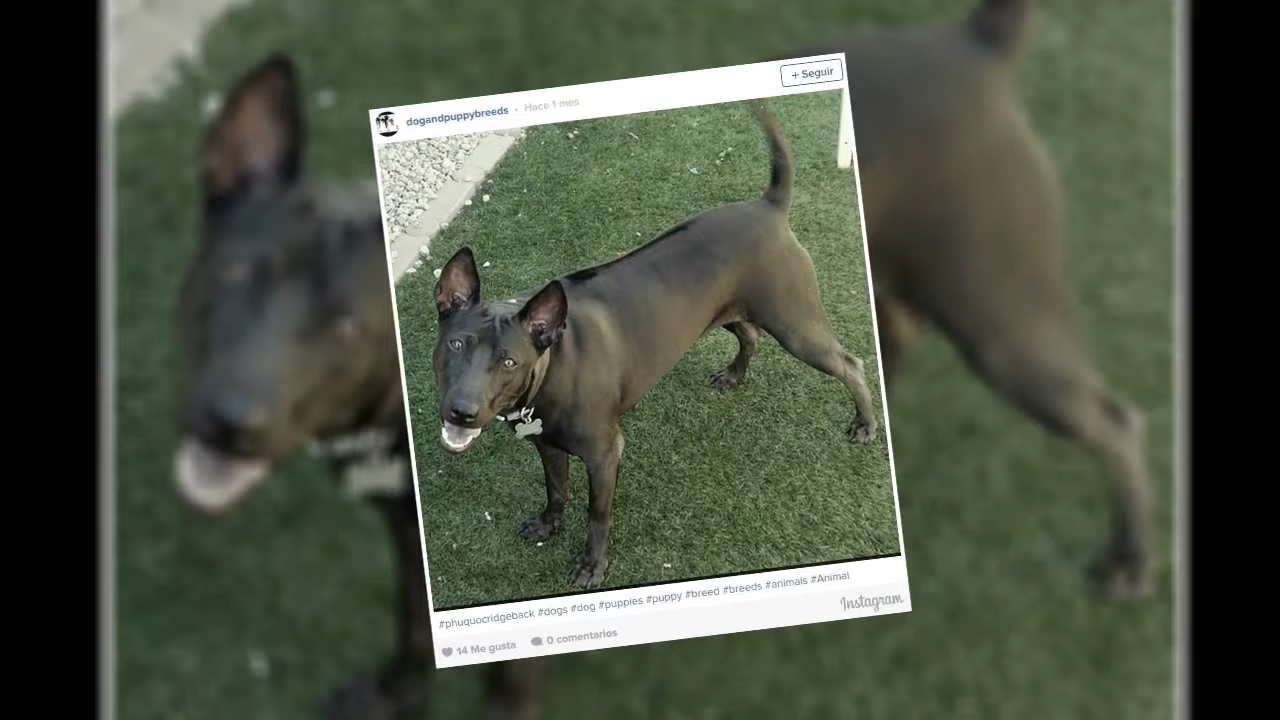 dogandpuppybreeds • Hace 1 mes
+ Seguir
#phuquocridgeback #dogs #dog #puppies #puppy #breed #breeds #animals #Animal
Instagram
14 Me gusta 0 comentarios